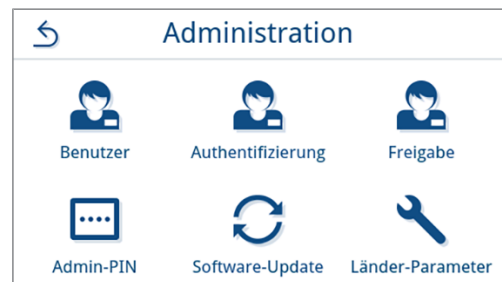 Administration
Benutzer
Authentifizierung
Freigabe
Admin-PIN
Software-Update
Länder-Parameter